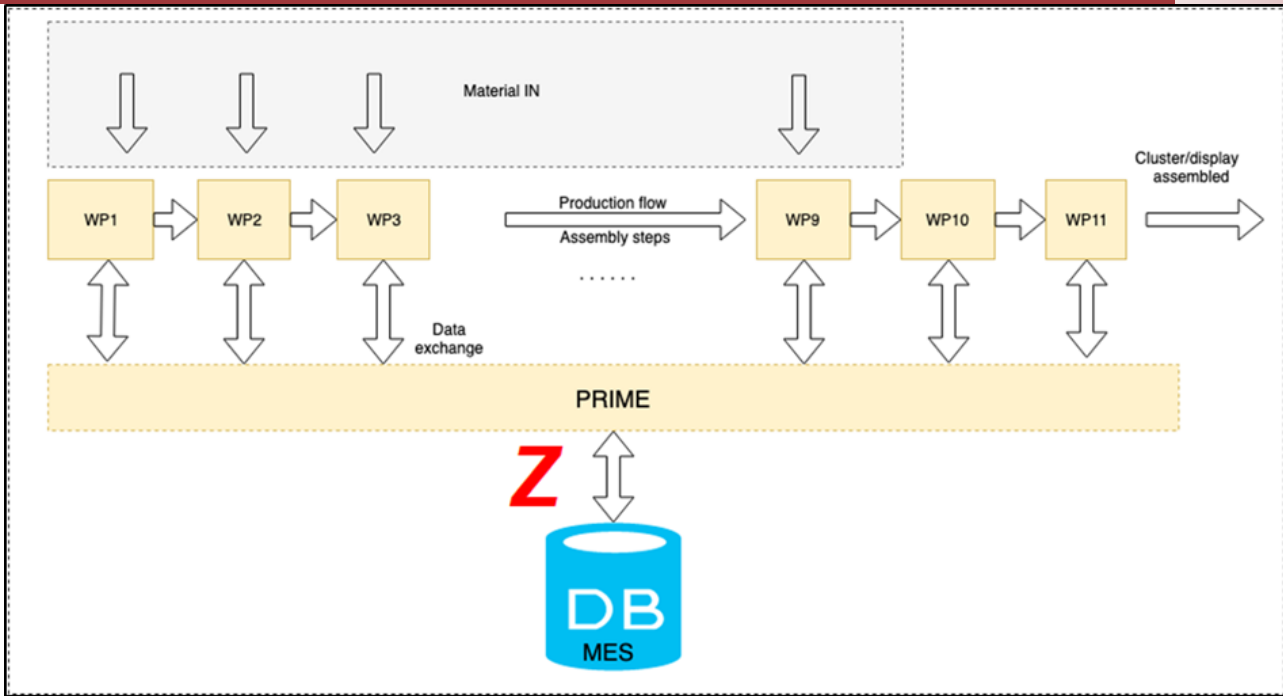 Material IN
Cluster/display
assembled
WP1
WP2
WP3
Production flow
Assembly steps
......
WP9
WP10
WP11
Data
exchange
PRIME
Z
DB
MES